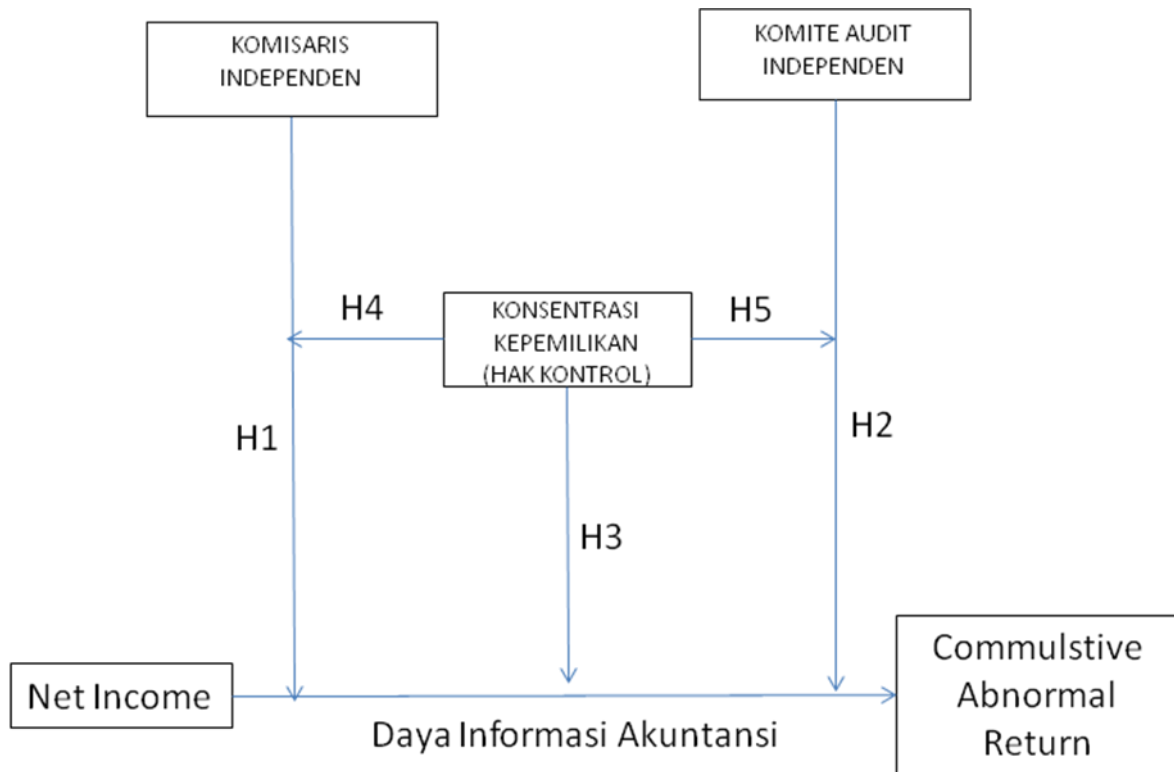 KOMISARIS
INDEPENDEN
KOMITE AUDIT
INDEPENDEN
H4
KONSENTRASI
KEPEMILIKAN
(HAK KONTROL)
H5
H1
H2
H3
Net Income
Daya Informasi Akuntansi
Commulstive
Abnormal
Return